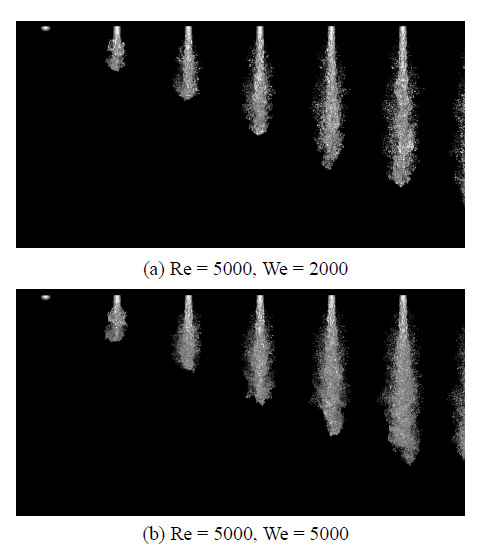 (a) Re = 5000, We = 2000
(b) Re = 5000, We = 5000